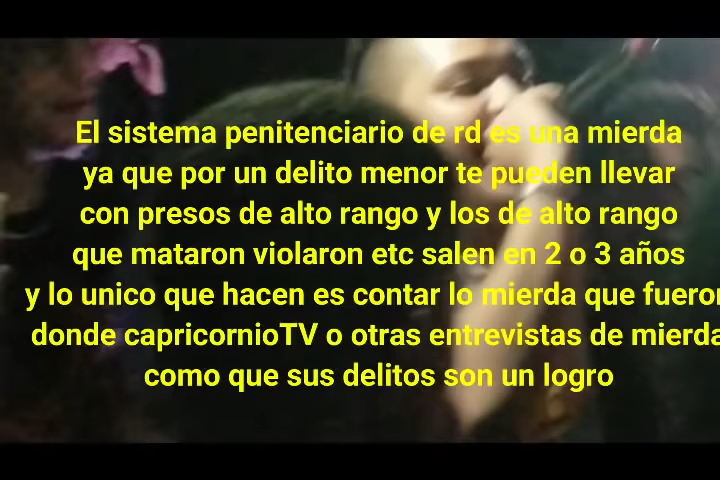 El sistema penitenciario de rd es una mierda
ya que por un delito menor te pueden llevar
con presos de alto rango y los de alto rango
que mataron violaron etc salen en 2 o 3 años
y lo unico que hacen es contar lo mierda que fueron
donde capricornioTV o otras entrevistas de mierda
como que sus delitos son un logro